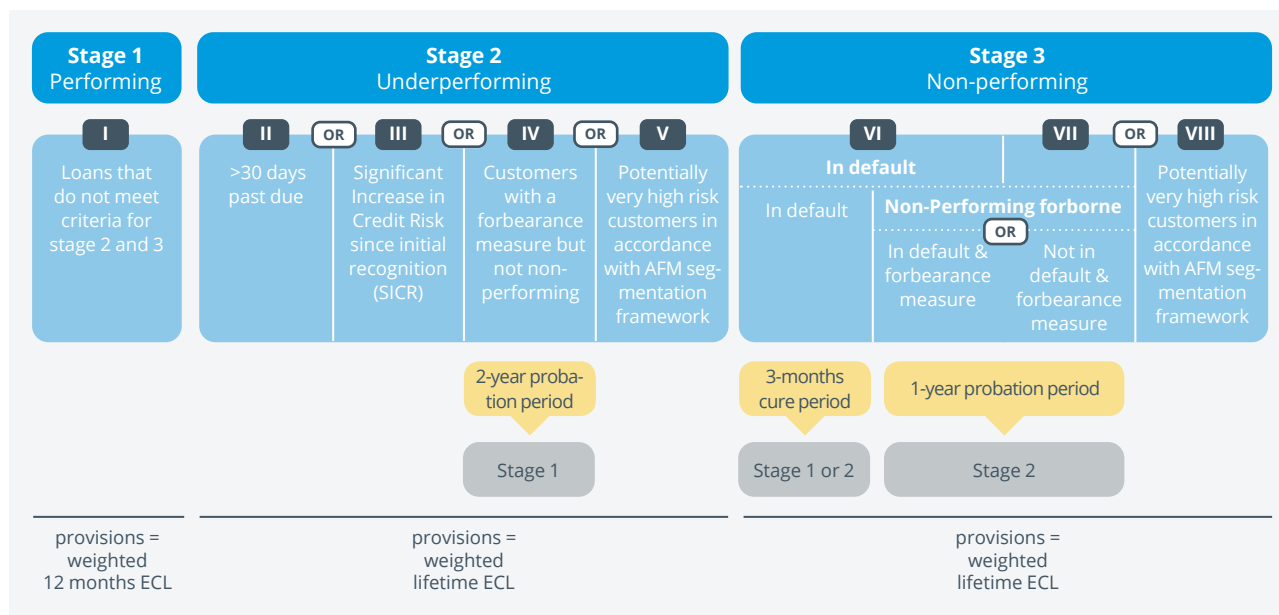 Stage 1
Performing
Stage 2
Underperforming
Stage 3
Non-performing
I
Loans that
do not meet
criteria for
stage 2 and 3
II
>30 days
past due
OR
III
Significant
Increase in
Credit Risk
since initial
recognition
(SICR)
OR
IV
Customers
with a
forbearance
measure but
not non-
performing
OR
V
Potentially
very high risk
customers in
accordance
with AFM seg-
mentation
framework
VI
VII
In default
In default
Non-Performing forborne
OR
In default &
forbearance
measure
Not in
default &
forbearance
measure
OR
VIII
Potentially
very high risk
customers in
accordance
with AFM seg-
mentation
framework
2-year proba-
tion period
Stage 1
3-months
cure period
Stage 1 or 2
1-year probation period
Stage 2
provisions =
weighted
12 months ECL
provisions =
weighted
lifetime ECL
provisions =
weighted
lifetime ECL